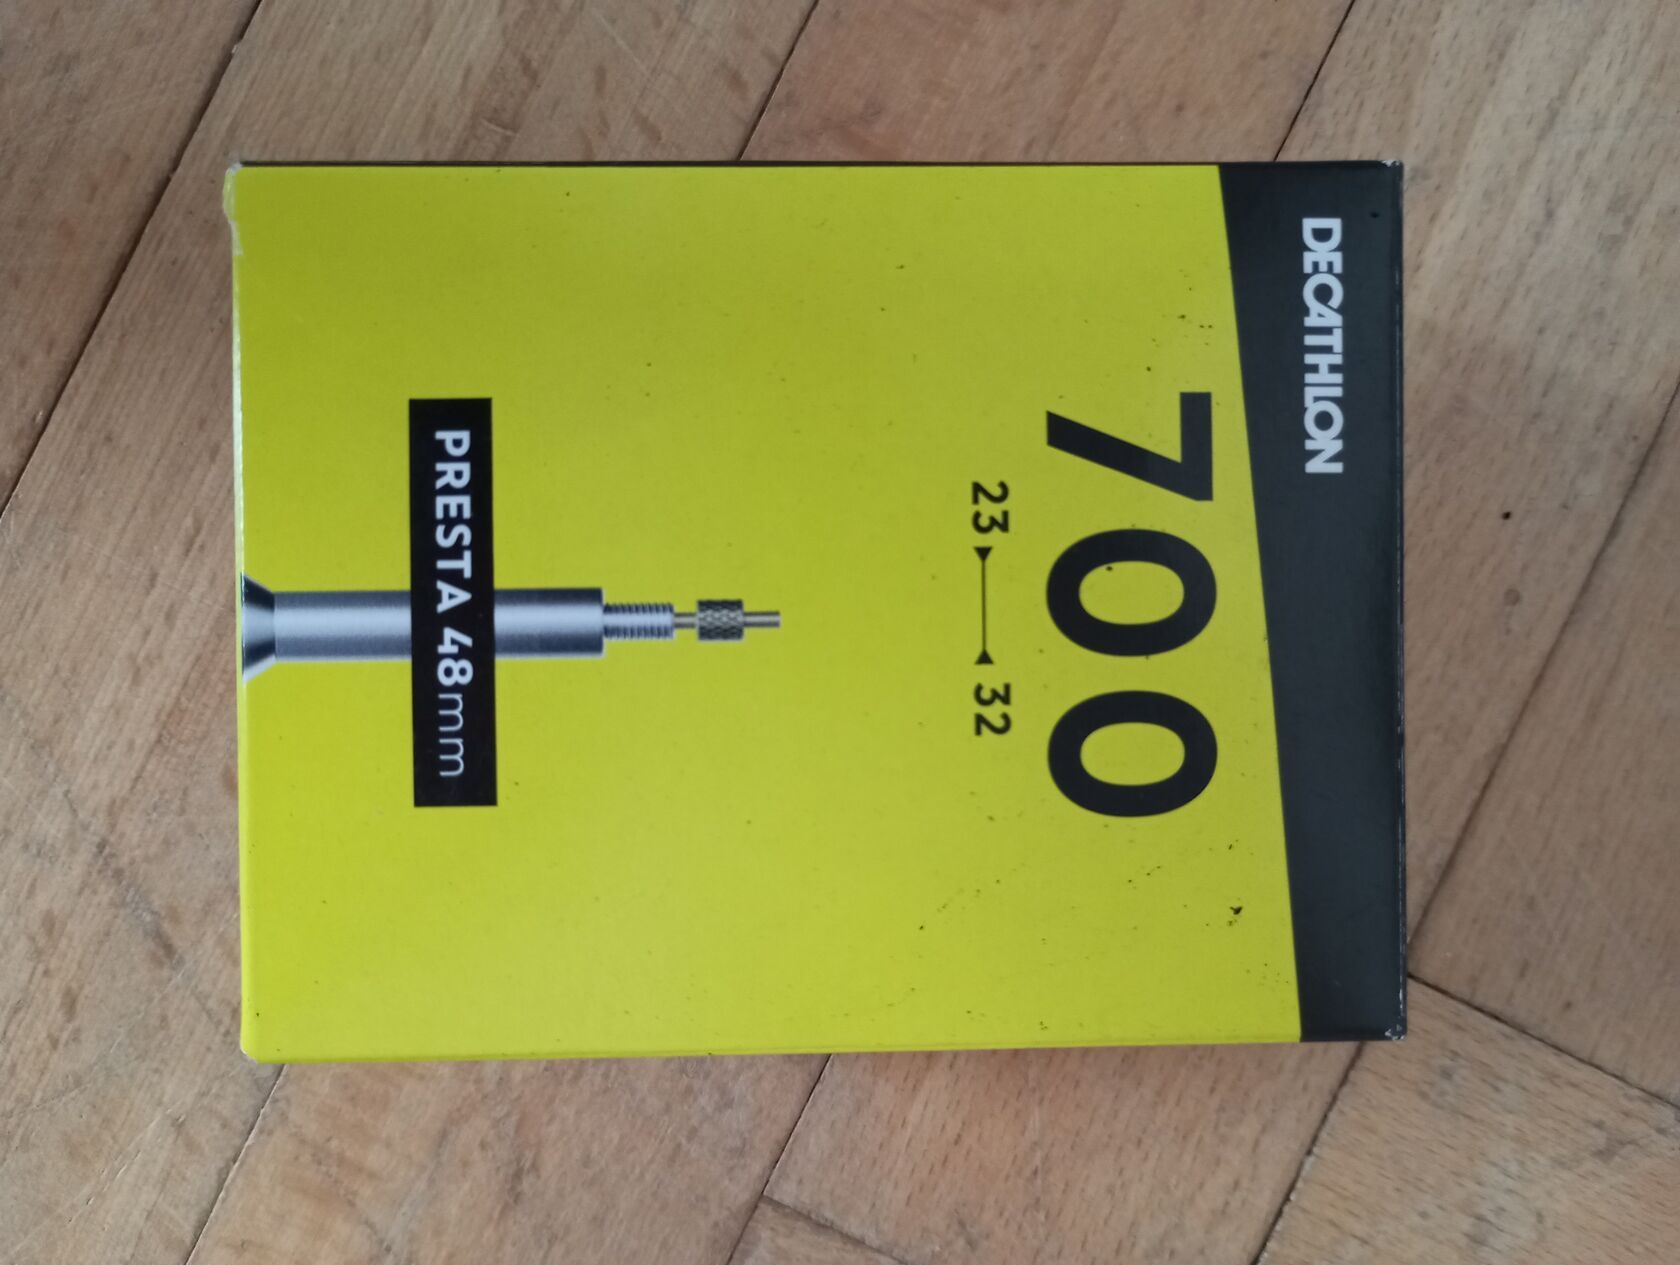 DECATHLON
700
23 32
PRESTA 48mm